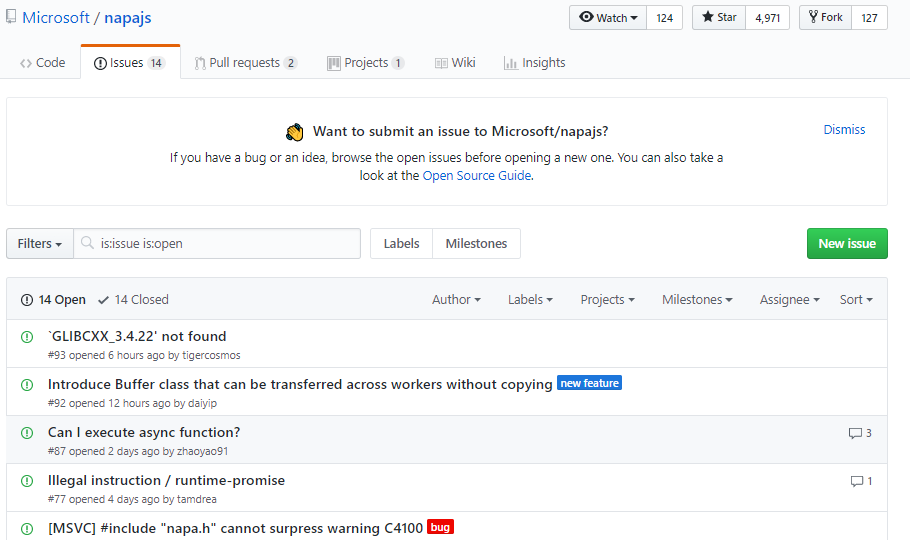 Microsoft / napajs Watch 124 Star 4,971 Fork 127
Code Issues 14 Pull requests 2 Projects 1 Wiki Insights
Want to submit an issue to Microsoft/napajs? Dismiss
If you have a bug or an idea, browse the open issues before opening a new one. You can also take a
look at the Open Source Guide.
Filters is:issue is:open Labels Milestones New issue
14 Open 14 Closed Author Labels Projects Milestones Assignee Sort
`GLIBCXX_3.4.22' not found
#93 opened 6 hours ago by tigercosmos
Introduce Buffer class that can be transferred across workers without copying new feature
#92 opened 12 hours ago by daiyip
Can I execute async function? 3
#87 opened 2 days ago by zhaoyao91
Illegal instruction / runtime-promise 1
#77 opened 4 days ago by tamdrea
[MSVC] #include "napa.h" cannot surpress warning C4100 bug